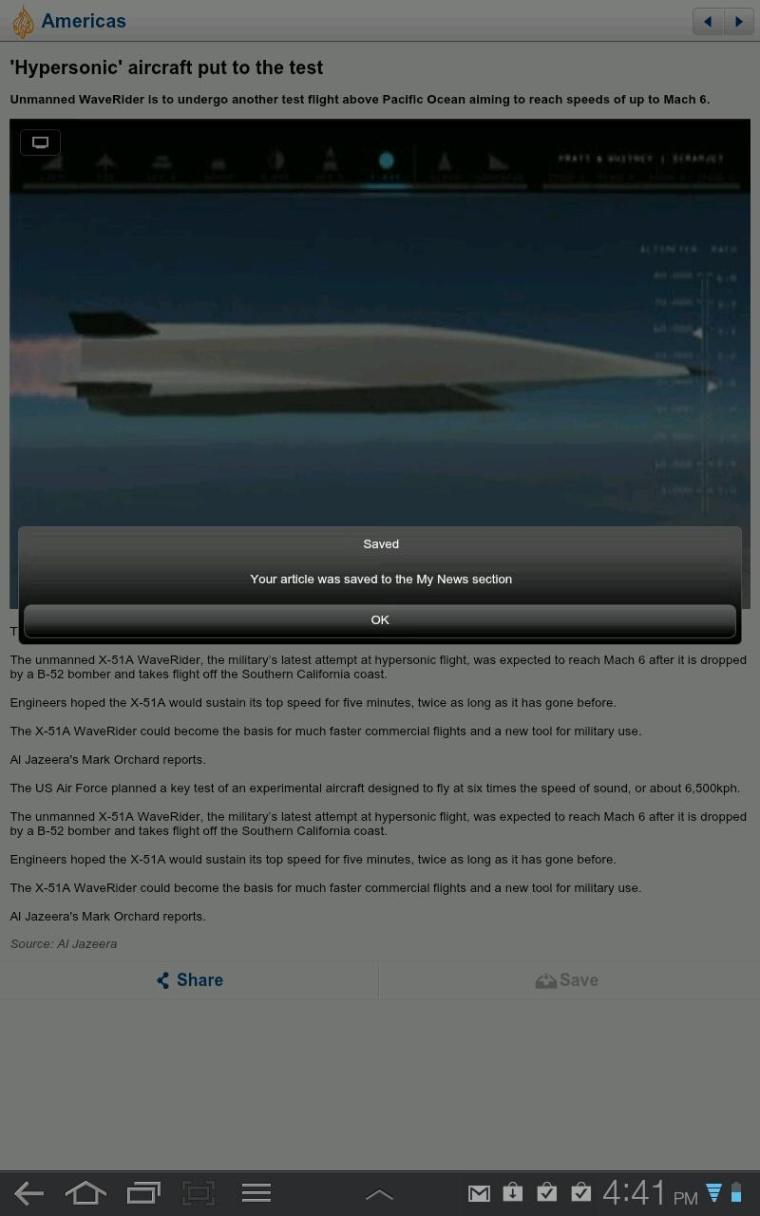 Americas
'Hypersonic' aircraft put to the test
Unmanned WaveRider is to undergo another test flight above Pacific Ocean aiming to reach speeds of up to Mach 6.
PRATT & WHITNEY | SCRAMJET
ALTIMETER MACH
Saved
Your article was saved to the My News section
OK
T
The unmanned X-51A WaveRider, the military's latest attempt at hypersonic flight, was expected to reach Mach 6 after it is dropped
by a B-52 bomber and takes flight off the Southern California coast.
Engineers hoped the X-51A would sustain its top speed for five minutes, twice as long as it has gone before.
The X-51A WaveRider could become the basis for much faster commercial flights and a new tool for military use.
Al Jazeera's Mark Orchard reports.
The US Air Force planned a key test of an experimental aircraft designed to fly at six times the speed of sound, or about 6,500kph.
The unmanned X-51A WaveRider, the military's latest attempt at hypersonic flight, was expected to reach Mach 6 after it is dropped
by a B-52 bomber and takes flight off the Southern California coast.
Engineers hoped the X-51A would sustain its top speed for five minutes, twice as long as it has gone before.
The X-51A WaveRider could become the basis for much faster commercial flights and a new tool for military use.
Al Jazeera's Mark Orchard reports.
Source: Al Jazeera
Share
Save
4:41 PM